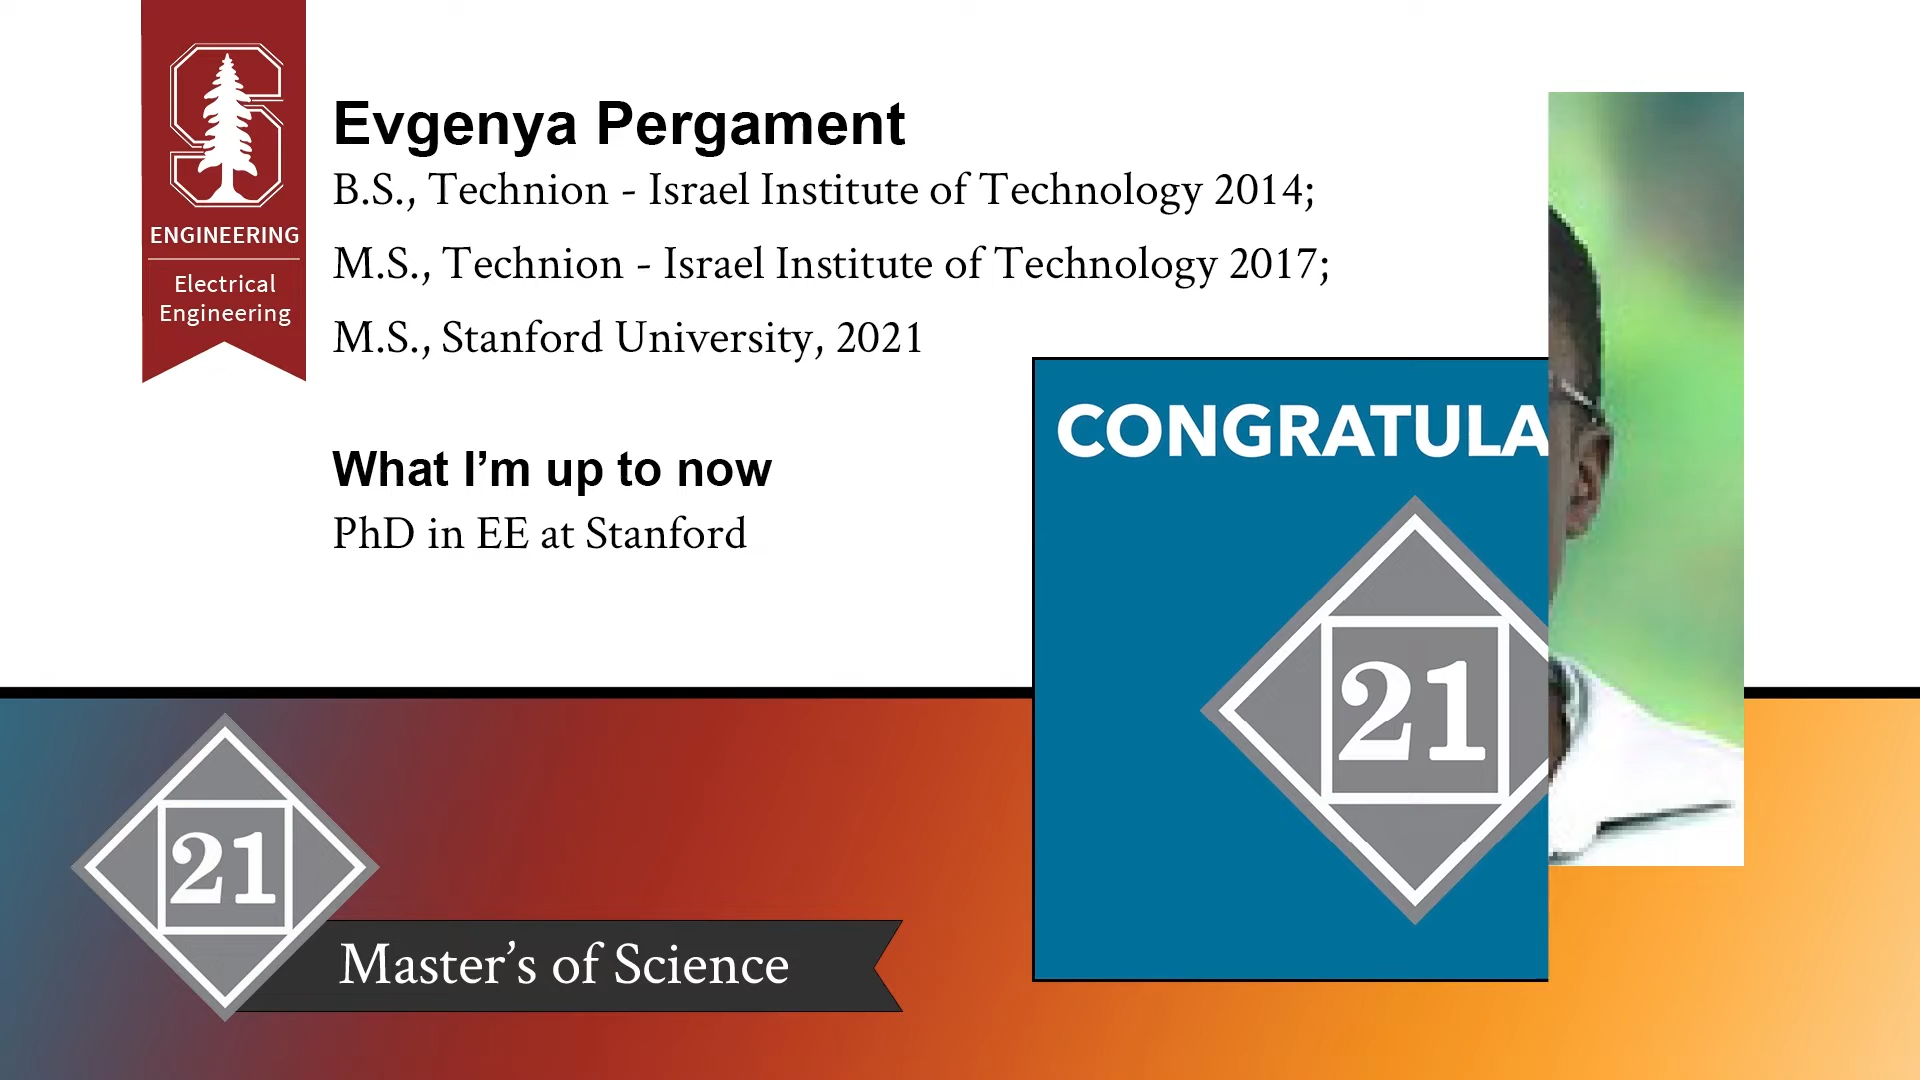 ENGINEERING
Electrical
Engineering
Evgenya Pergament
B.S., Technion - Israel Institute of Technology 2014;
M.S., Technion - Israel Institute of Technology 2017;
M.S., Stanford University, 2021
What I’m up to now
PhD in EE at Stanford
CONGRATULA
21
21
Master’s of Science